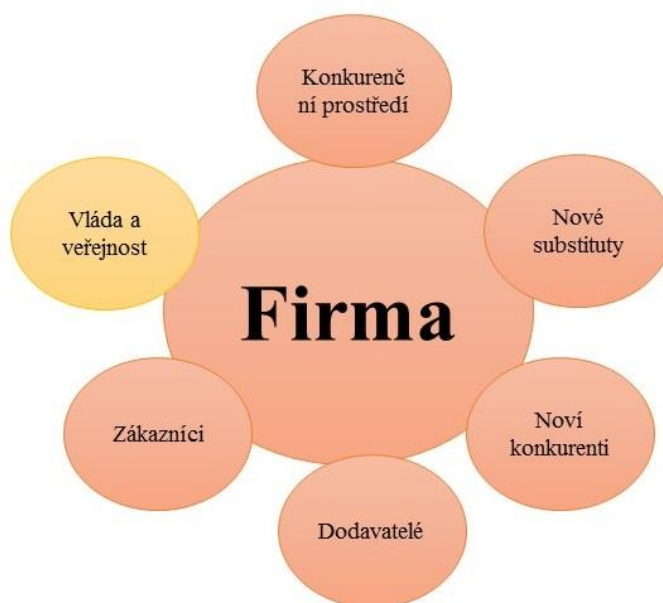 Konkurenč
ní prostředí
Vláda a
veřejnost
Nové
substituty
Firma
Zákazníci
Noví
konkurenti
Dodavatelé